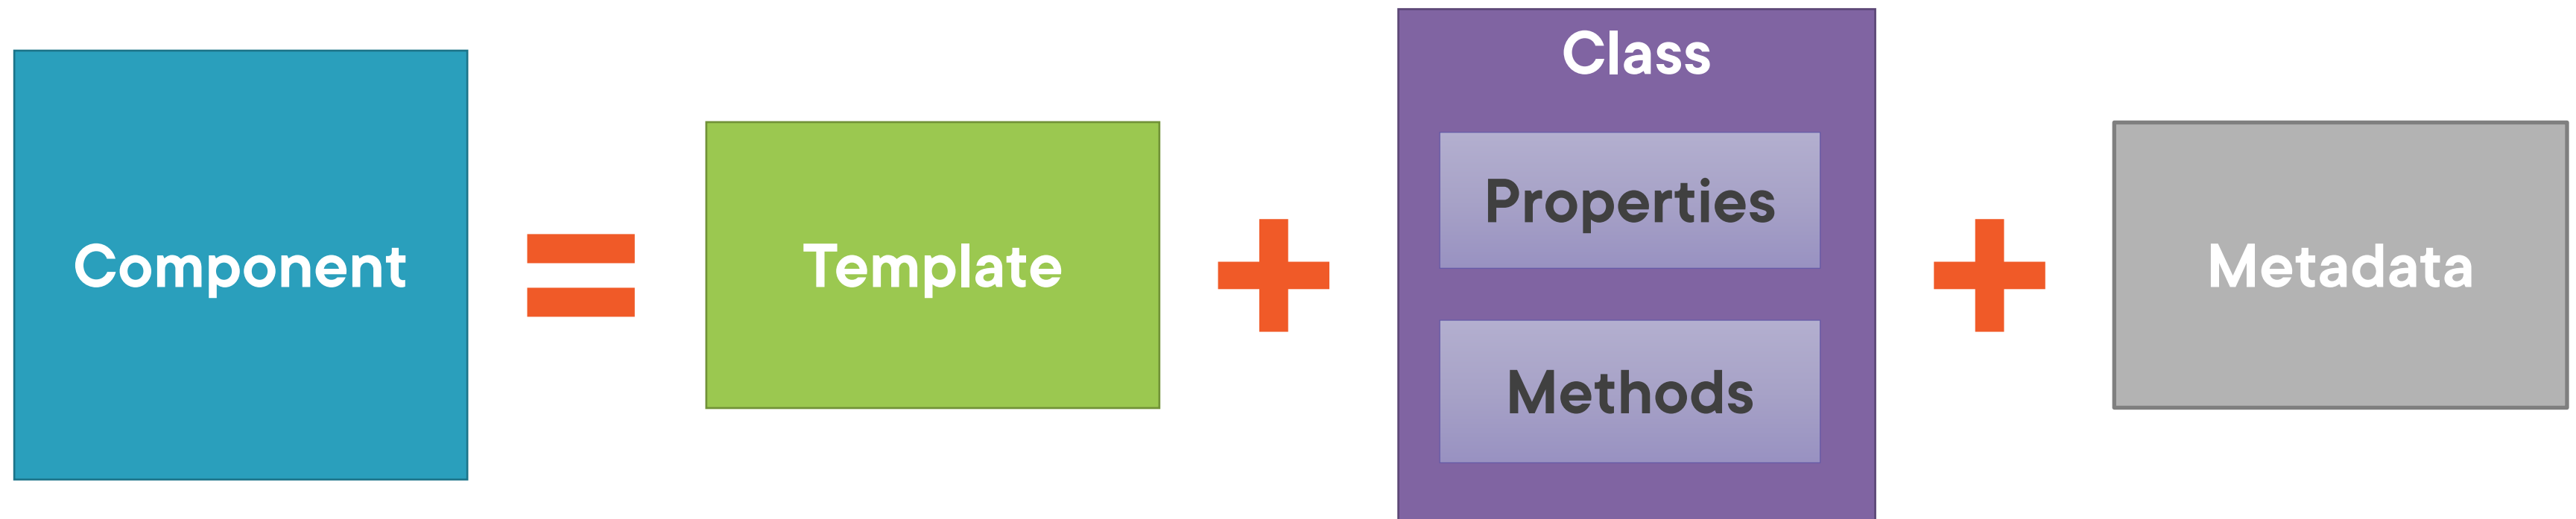 Component
=
Template
+
Class
Properties
Methods
+
Metadata